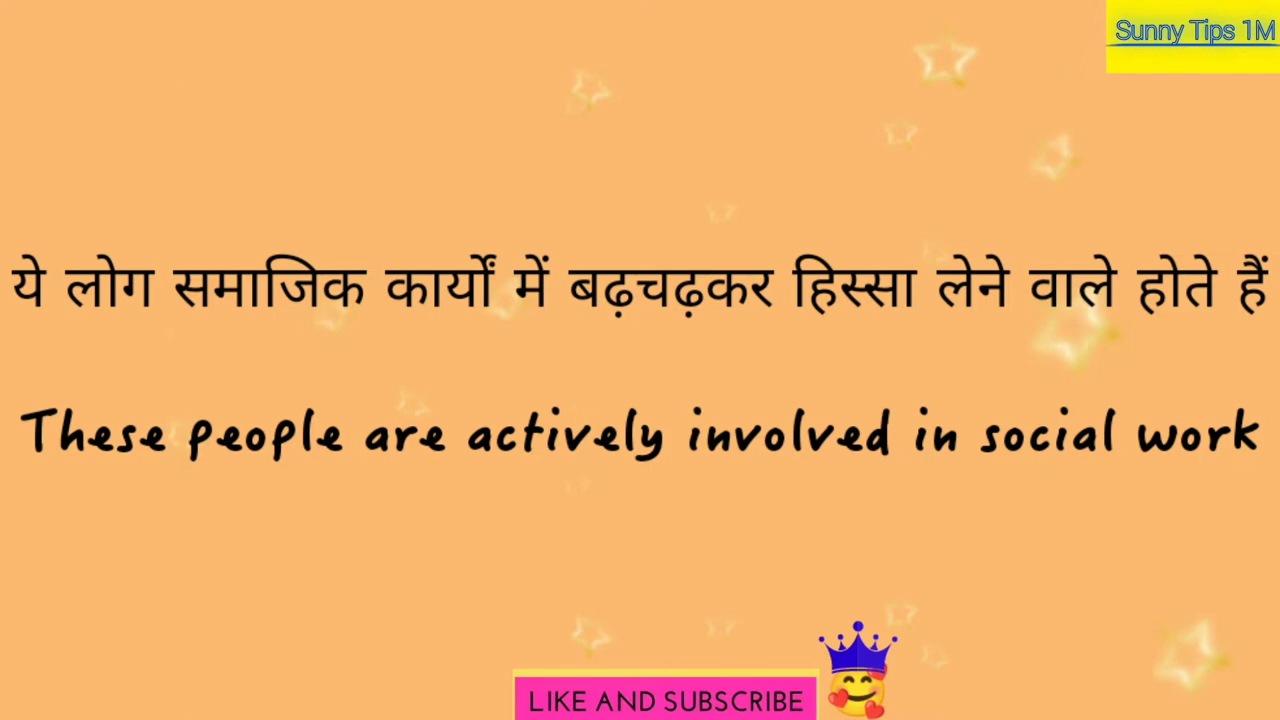 Sunny Tips 1M
ये लोग समाजिक कार्यों में बढ़चढ़कर हिस्सा लेने वाले होते हैं
These people are actively involved in social work
LIKE AND SUBSCRIBE